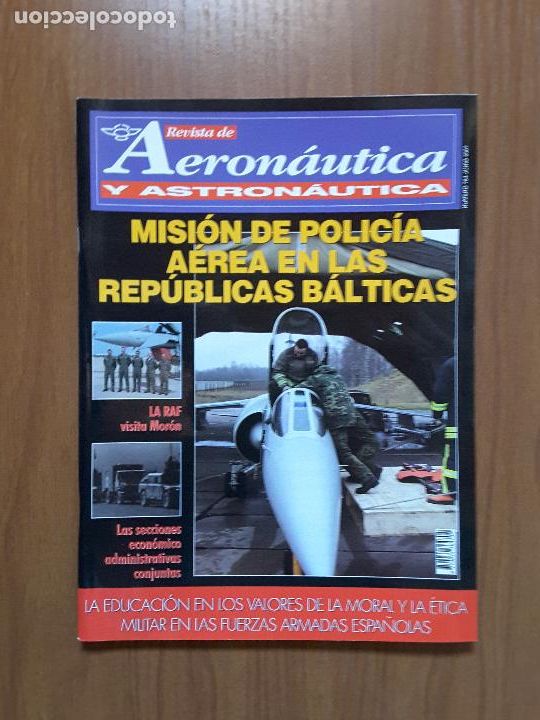 todocoleccion
Revista de
Aeronáutica
Y ASTRONÁUTICA
MISIÓN DE POLICÍA
AÉREA EN LAS
REPÚBLICAS BÁLTICAS
LA RAF
visita Morón
Las secciones
económico
administrativas
conjuntas
LA EDUCACIÓN EN LOS VALORES DE LA MORAL Y LA ÉTICA
MILITAR EN LAS FUERZAS ARMADAS ESPAÑOLAS